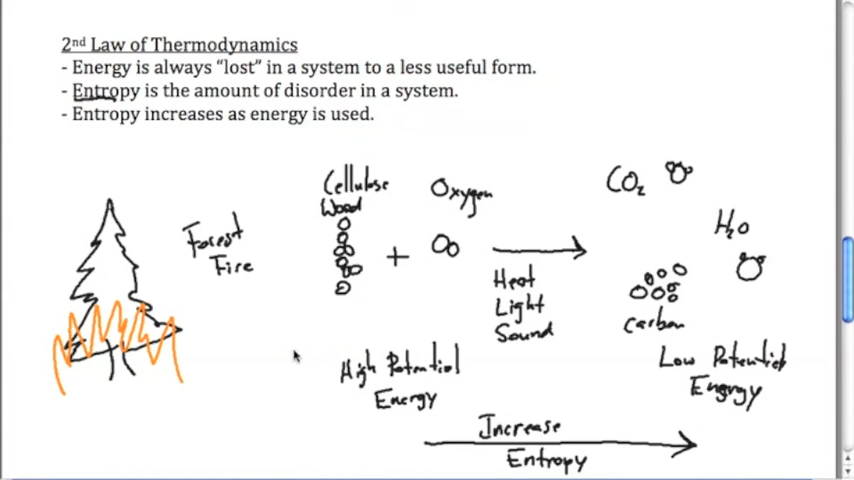 2nd Law of Thermodynamics
- Energy is always “lost” in a system to a less useful form.
- Entropy is the amount of disorder in a system.
- Entropy increases as energy is used.
Forest
Fire
Cellulose
Wood
+
Oxygen
Heat
Light
Sound
CO2
H2O
Carbon
High Potential
Energy
Low Potential
Energy
Increase
Entropy